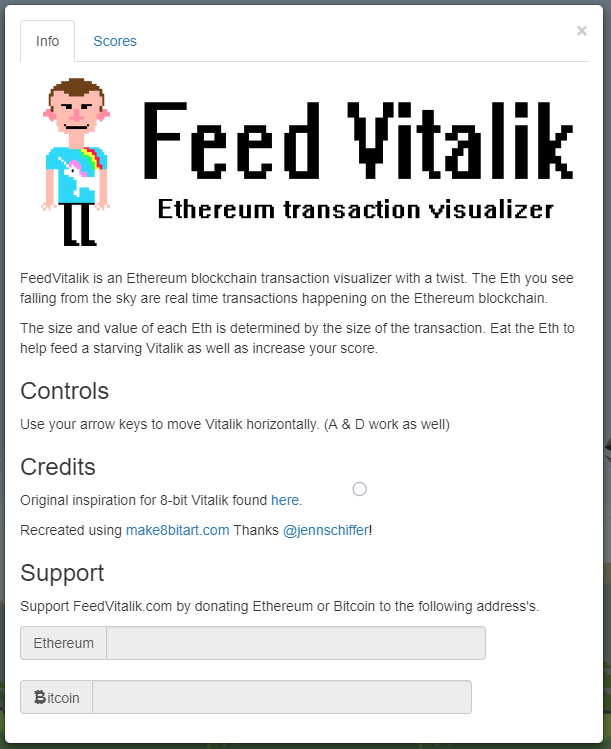 Info
Scores
×
Feed Vitalik
Ethereum transaction visualizer
FeedVitalik is an Ethereum blockchain transaction visualizer with a twist. The Eth you see
falling from the sky are real time transactions happening on the Ethereum blockchain.
The size and value of each Eth is determined by the size of the transaction. Eat the Eth to
help feed a starving Vitalik as well as increase your score.
Controls
Use your arrow keys to move Vitalik horizontally. (A & D work as well)
Credits
Original inspiration for 8-bit Vitalik found here.
Recreated using make8bitart.com Thanks @jennschiffer!
Support
Support FeedVitalik.com by donating Ethereum or Bitcoin to the following address's.
Ethereum
Bitcoin